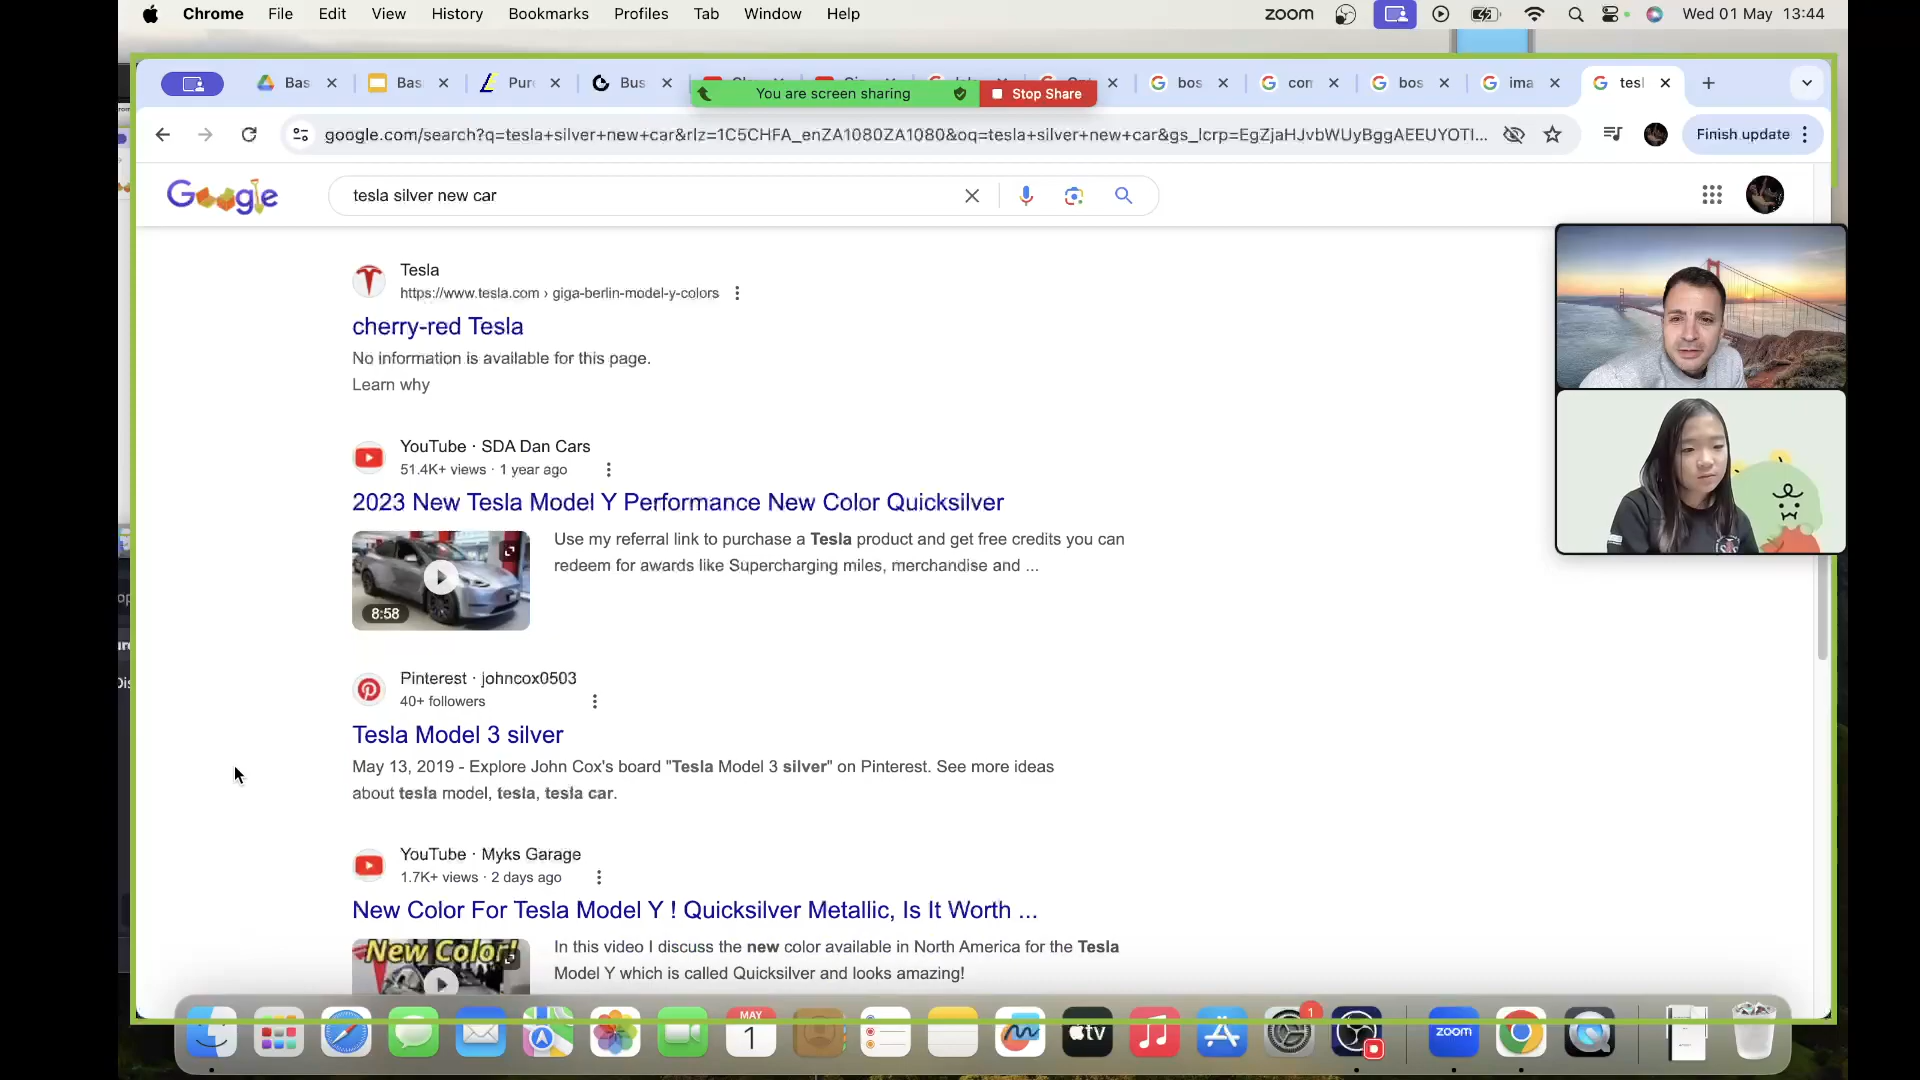 Chrome File Edit View History Bookmarks Profiles Tab Window Help zoom Wed 01 May 13:44
Bas Bas Pur Bus bos con bos ima tesl
You are screen sharing Stop Share
google.com/search?q=tesla+silver+new+car&rlz=1C5CHFA_enZA1080ZA1080&oq=tesla+silver+new+car&gs_lcrp=EgZjaHJvbWUyBggAEEUYOTI... Finish update
Google tesla silver new car
Tesla
https://www.tesla.com › giga-berlin-model-y-colors
cherry-red Tesla
No information is available for this page.
Learn why
YouTube · SDA Dan Cars
51.4K+ views · 1 year ago
2023 New Tesla Model Y Performance New Color Quicksilver
Use my referral link to purchase a Tesla product and get free credits you can
redeem for awards like Supercharging miles, merchandise and ...
8:58
Pinterest · johncox0503
40+ followers
Tesla Model 3 silver
May 13, 2019 - Explore John Cox's board "Tesla Model 3 silver" on Pinterest. See more ideas
about tesla model, tesla, tesla car.
YouTube · Myks Garage
1.7K+ views · 2 days ago
New Color For Tesla Model Y ! Quicksilver Metallic, Is It Worth ...
New Color!
In this video I discuss the new color available in North America for the Tesla
Model Y which is called Quicksilver and looks amazing!
MAY
1
tv
1
zoom